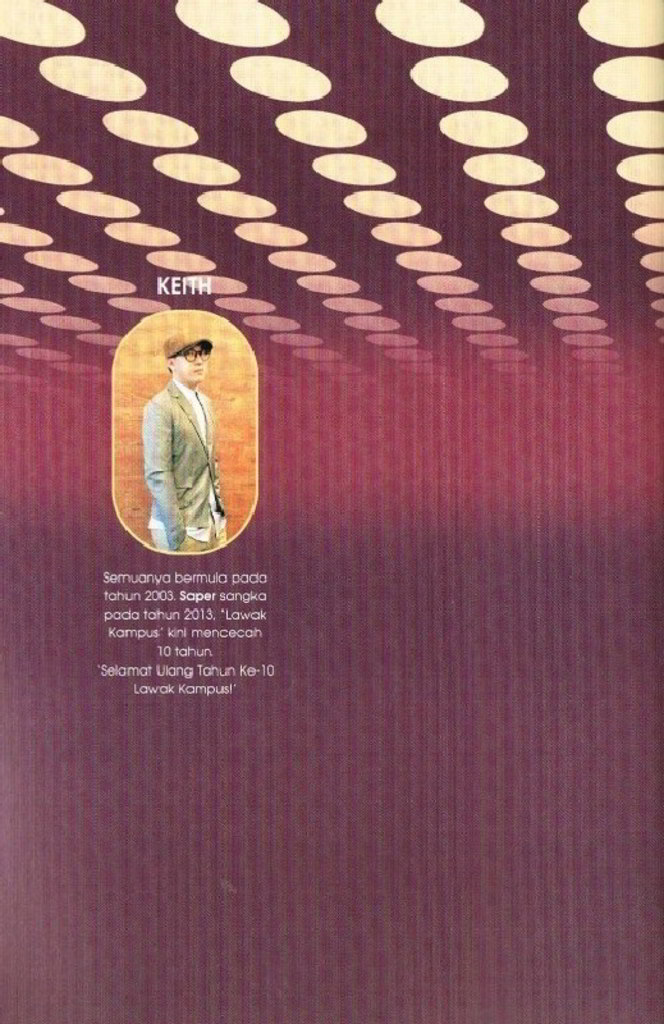 KEITH
Semuanya bermula pada
tahun 2003. Saper sangka
pada tahun 2013, "Lawak
Kampus' kini mencecah
10 tahun.
'Selamat Ulang Tahun Ke-10
Lawak Kampus!'